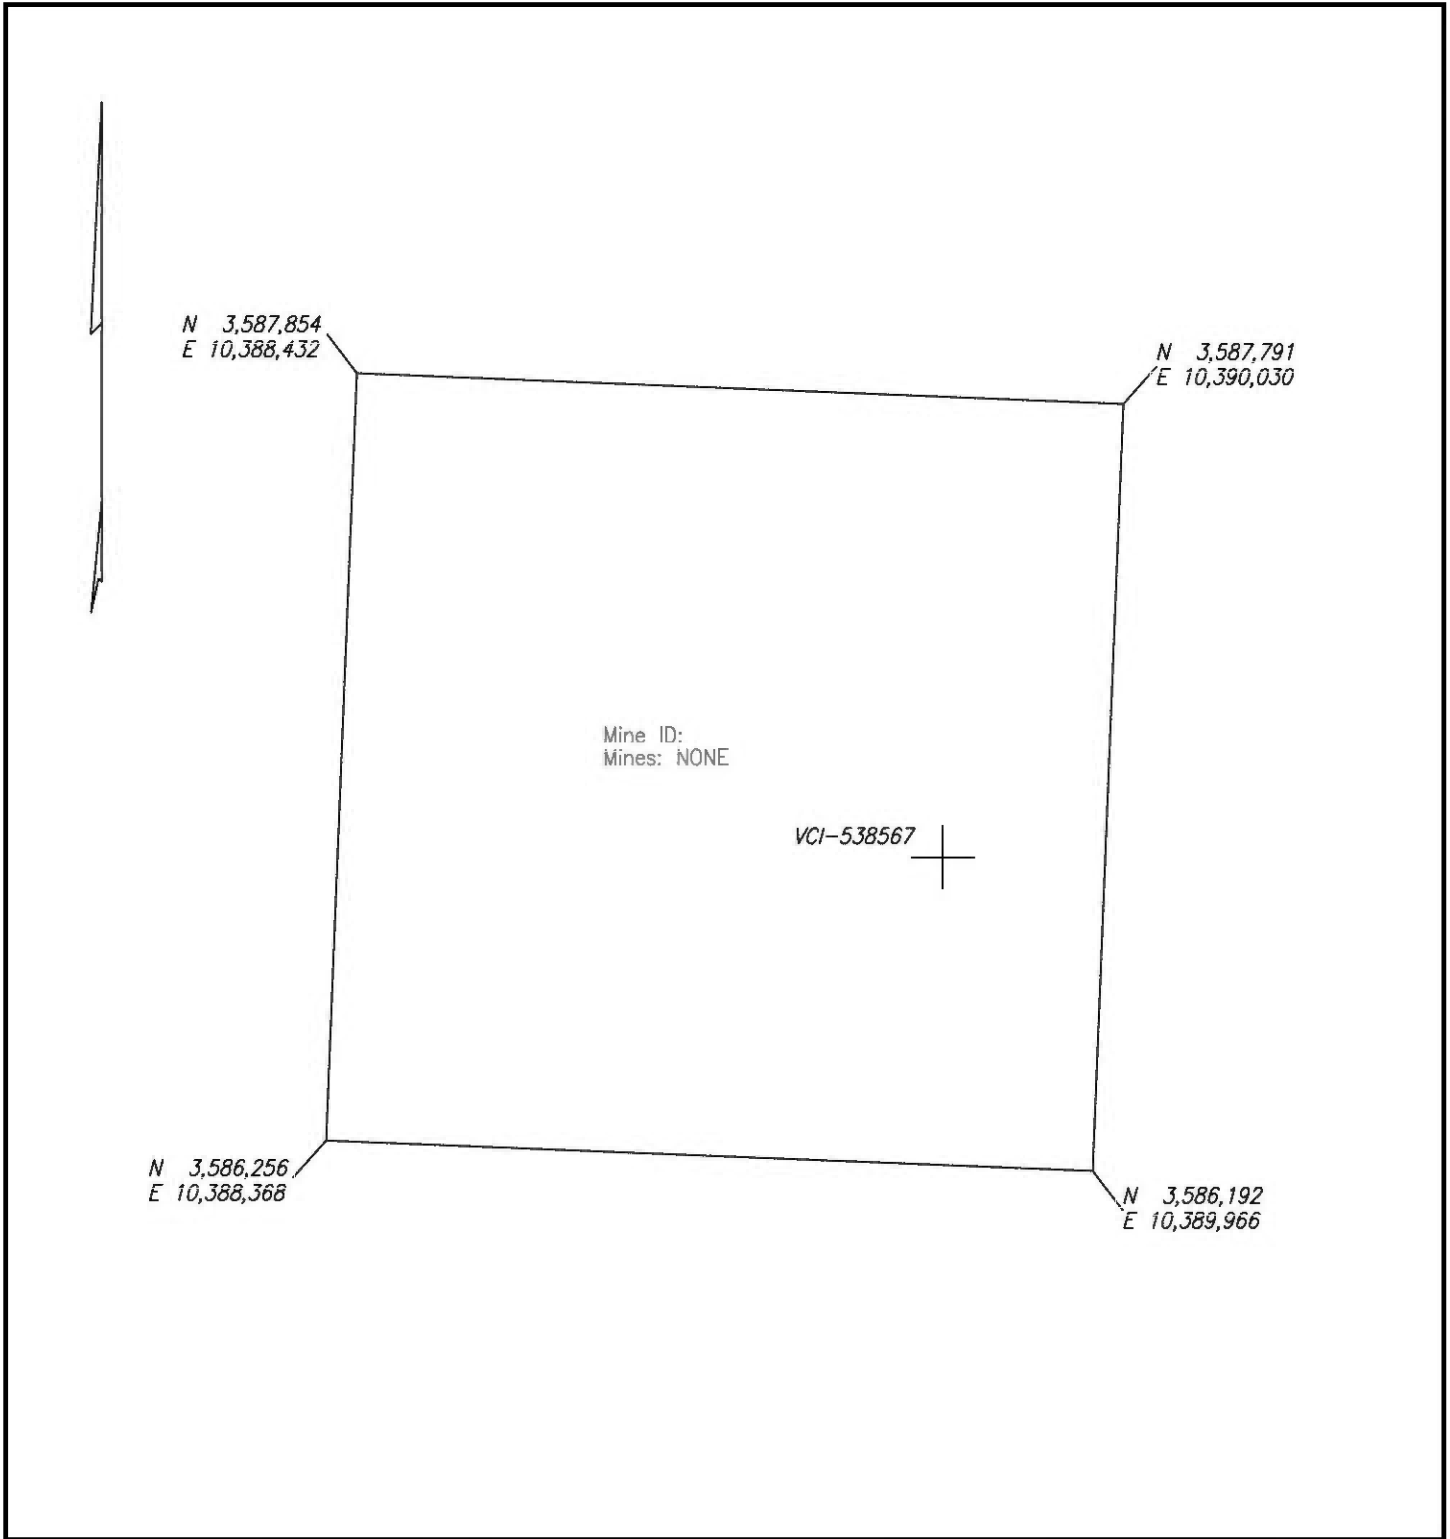 N 3,587,854
E 10,388,432
N 3,587,791
E 10,390,030
Mine ID:
Mines: NONE
VCI-538567
N 3,586,256
E 10,388,368
N 3,586,192
E 10,389,966